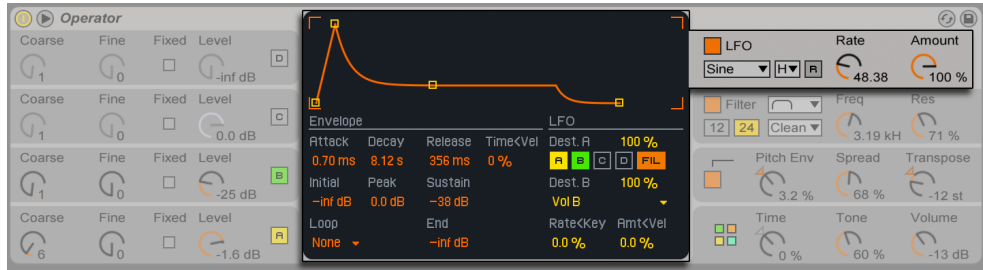 Operator
Coarse Fine Fixed Level
1 0 -inf dB D
Coarse Fine Fixed Level
1 0 0.0 dB C
Coarse Fine Fixed Level
1 0 -25 dB B
Coarse Fine Fixed Level
6 0 -1.6 dB A
Envelope
Attack Decay Release Time<Vel
0.70 ms 8.12 s 356 ms 0 %
Initial Peak Sustain
-inf dB 0.0 dB -38 dB
Loop End
None -inf dB
LFO
Dest. A 100 %
A B C D FIL
Dest. B 100 %
Vol B
Rate<Key Amt<Vel
0.0 % 0.0 %
LFO Rate Amount
Sine H R 48.38 100 %
Filter Freq Res
12 24 Clean 3.19 kH 71 %
Pitch Env Spread Transpose
3.2 % 68 % -12 st
Time Tone Volume
0 % 60 % -13 dB